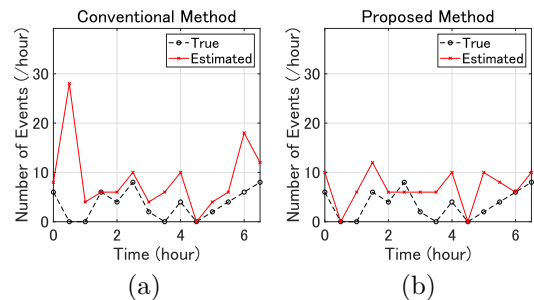 Conventional Method
True
Estimated
Number of Events (/hour)
30
20
10
0
0
2
4
6
Time (hour)
(a)
Proposed Method
True
Estimated
Number of Events (/hour)
30
20
10
0
0
2
4
6
Time (hour)
(b)